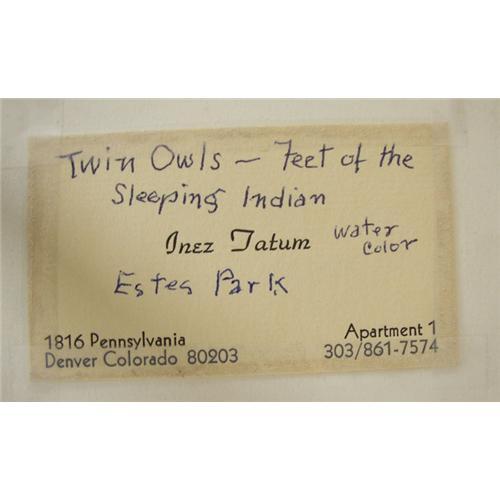 Twin Owls ~ Feet of the
Sleeping Indian
Inez Tatum water color
Estes Park
1816 Pennsylvania Apartment 1
Denver Colorado 80203 303/861-7574